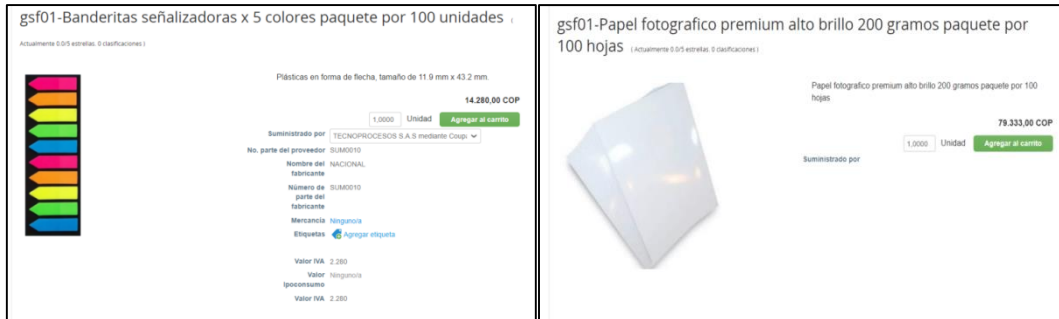 gsf01-Banderitas señalizadoras x 5 colores paquete por 100 unidades (
Actualmente 0.0/5 estrellas. 0 clasificaciones )
Plásticas en forma de flecha, tamaño de 11.9 mm x 43.2 mm.
14.280,00 COP
1,0000 Unidad Agregar al carrito
Suministrado por TECNOPROCESOS S.A.S mediante Coupa
No. parte del proveedor SUM0010
Nombre del fabricante NACIONAL
Número de parte del fabricante SUM0010
Mercancía Ninguno/a
Etiquetas Agregar etiqueta
Valor IVA 2.280
Valor Ipoconsumo Ninguno/a
Valor IVA 2.280
gsf01-Papel fotografico premium alto brillo 200 gramos paquete por
100 hojas (Actualmente 0.0/5 estrellas. 0 clasificaciones )
Papel fotografico premium alto brillo 200 gramos paquete por 100
hojas
79.333,00 COP
1,0000 Unidad Agregar al carrito
Suministrado por